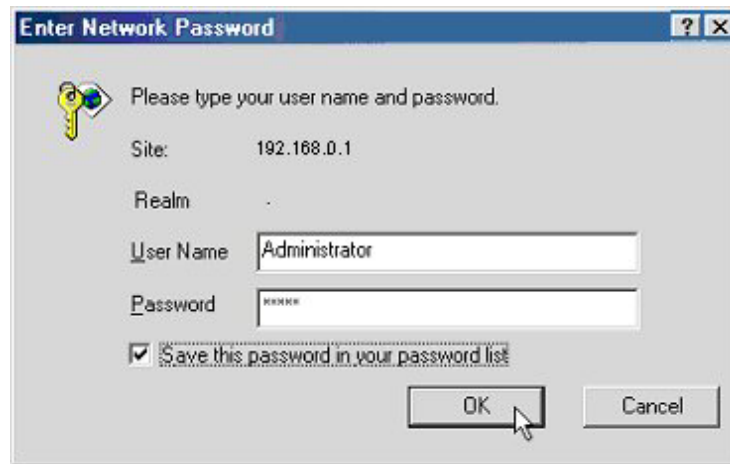 Enter Network Password
Please type your user name and password.
Site: 192.168.0.1
Realm .
User Name Administrator
Password *****
Save this password in your password list
OK Cancel